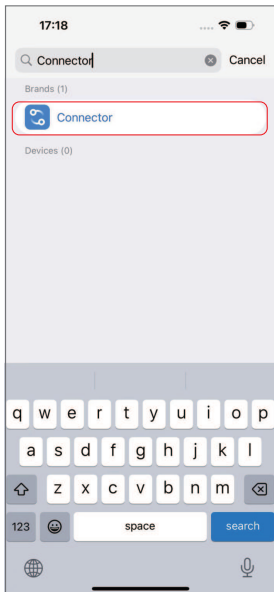 17:18
Connector
Cancel
Brands (1)
Connector
Devices (0)
q w e r t y u i o p
a s d f g h j k l
z x c v b n m
123 space search